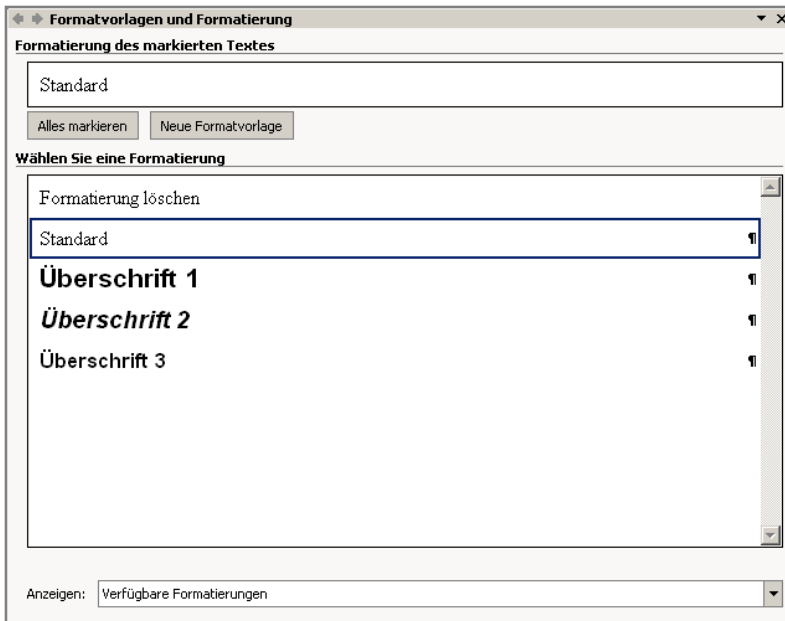 Formatvorlagen und Formatierung
Formatierung des markierten Textes
Standard
Alles markieren Neue Formatvorlage
Wählen Sie eine Formatierung
Formatierung löschen
Standard ¶
Überschrift 1 ¶
Überschrift 2 ¶
Überschrift 3 ¶
Anzeigen: Verfügbare Formatierungen